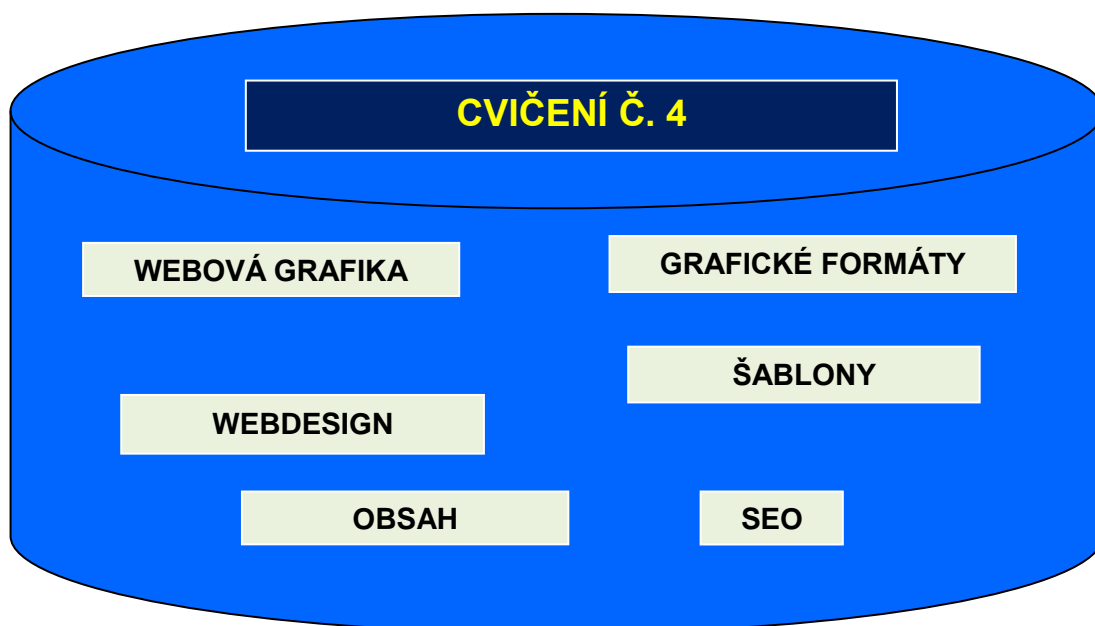 CVIČENÍ Č. 4
WEBOVÁ GRAFIKA
GRAFICKÉ FORMÁTY
ŠABLONY
WEBDESIGN
OBSAH
SEO